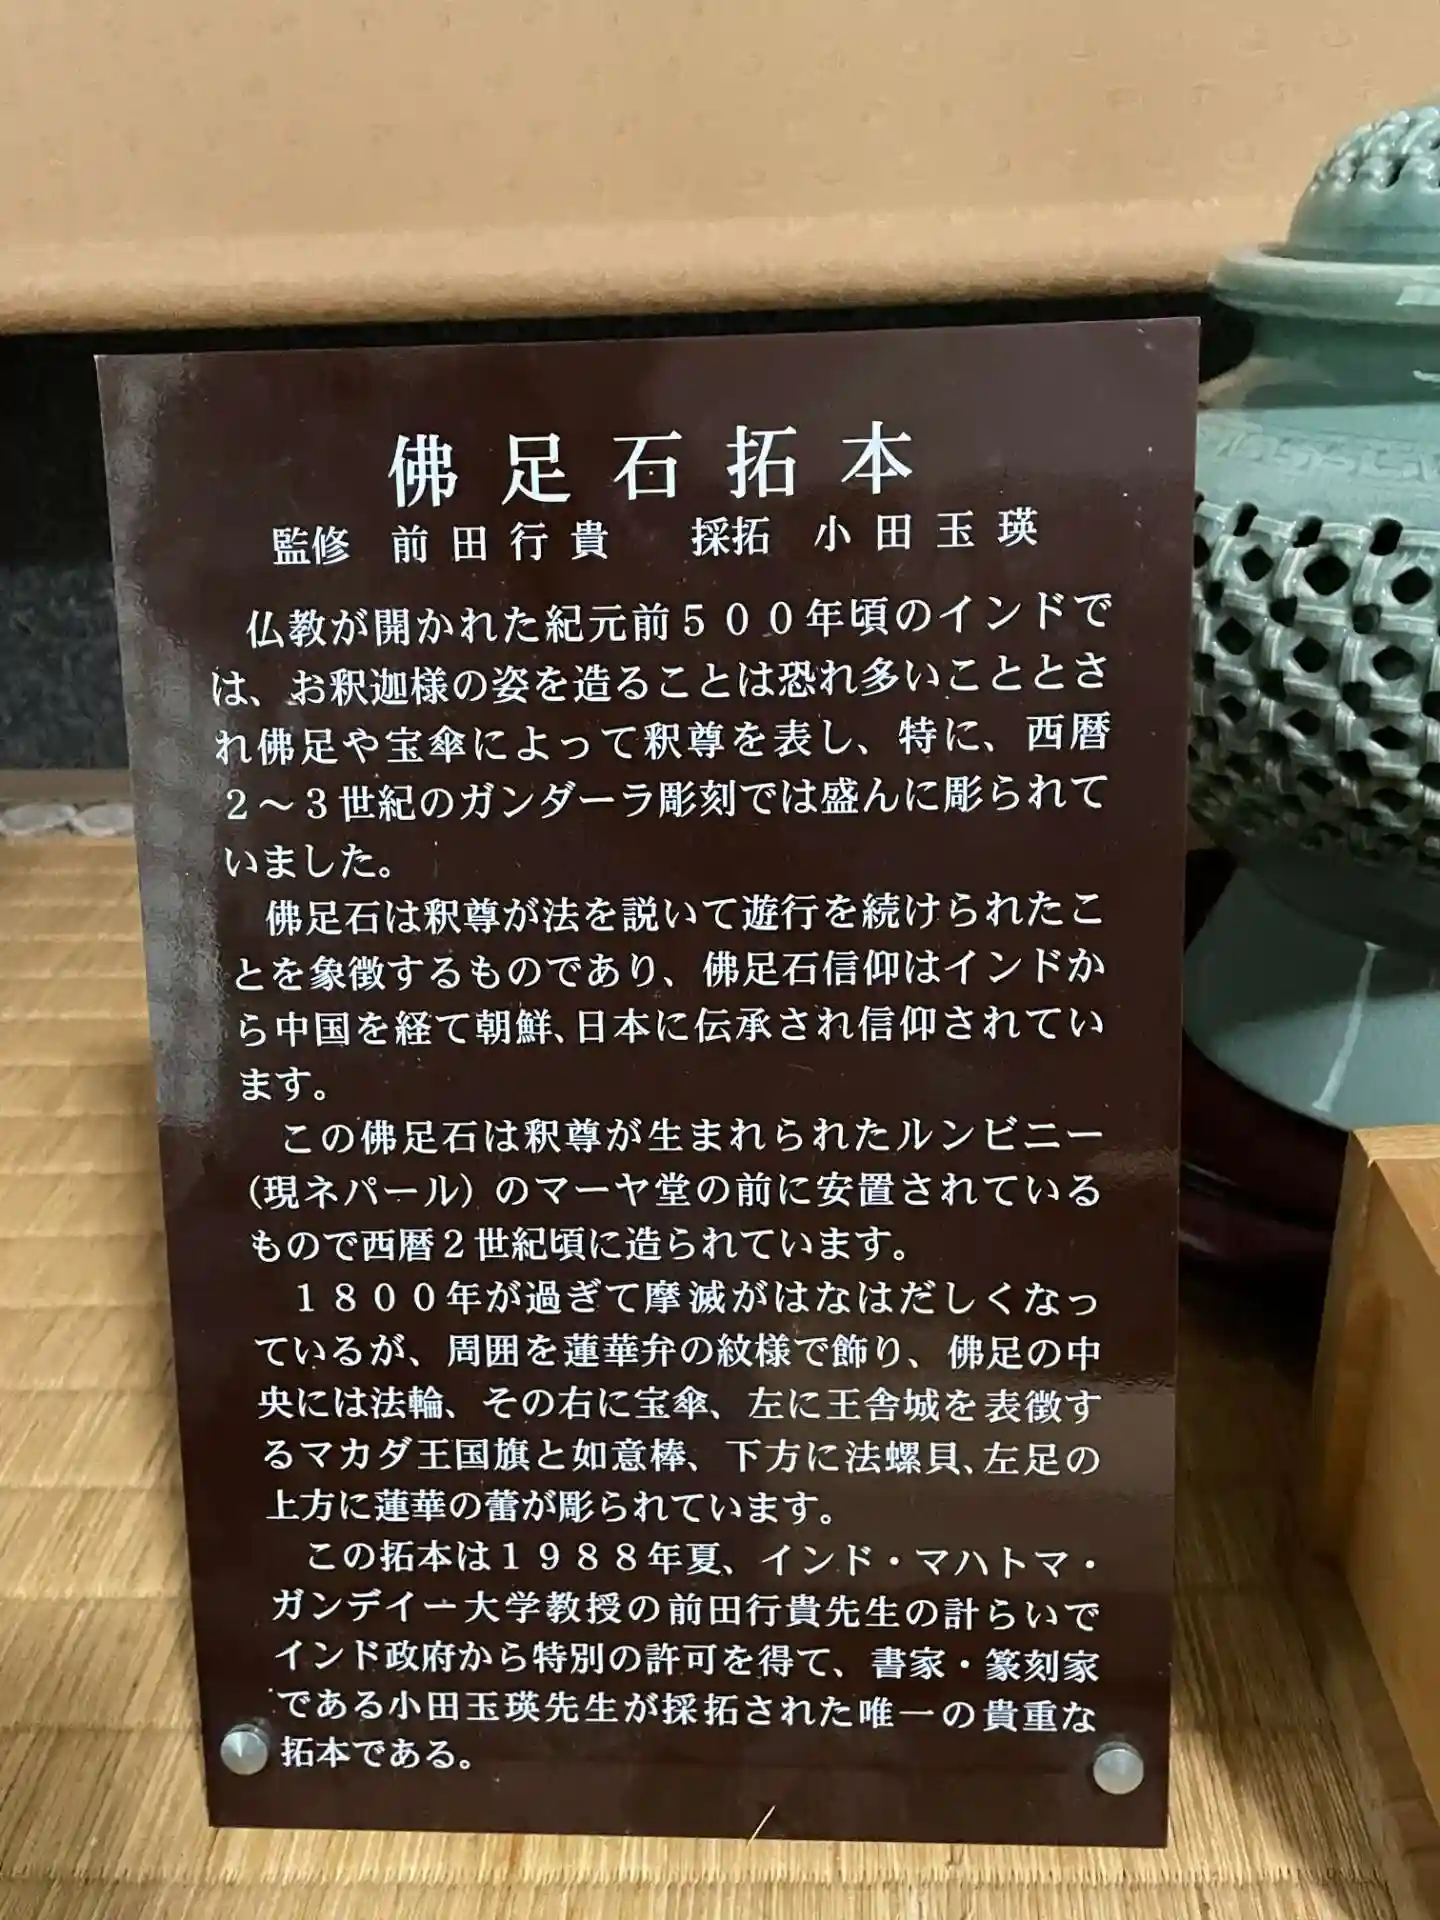 佛足石拓本
監修 前田行貴 採拓 小田玉瑛
仏教が開かれた紀元前５００年頃のインドで
は、お釈迦様の姿を造ることは恐れ多いこととさ
れ佛足や宝傘によって釈尊を表し、特に、西暦
２～３世紀のガンダーラ彫刻では盛んに彫られて
いました。
佛足石は釈尊が法を説いて遊行を続けられたこ
とを象徴するものであり、佛足石信仰はインドか
ら中国を経て朝鮮、日本に伝承され信仰されてい
ます。
この佛足石は釈尊が生まれられたルンビニー
(現ネパール) のマーヤ堂の前に安置されている
もので西暦２世紀頃に造られています。
１８００年が過ぎて摩滅がはなはだしくなっ
ているが、周囲を蓮華弁の紋様で飾り、佛足の中
央には法輪、その右に宝傘、左に王舎城を表徴す
るマカダ王国旗と如意棒、下方に法螺貝、左足の
上方に蓮華の蕾が彫られています。
この拓本は１９８８年夏、インド・マハトマ・
ガンデイー大学教授の前田行貴先生の計らいで
インド政府から特別の許可を得て、書家・篆刻家
である小田玉瑛先生が採拓された唯一の貴重な
拓本である。